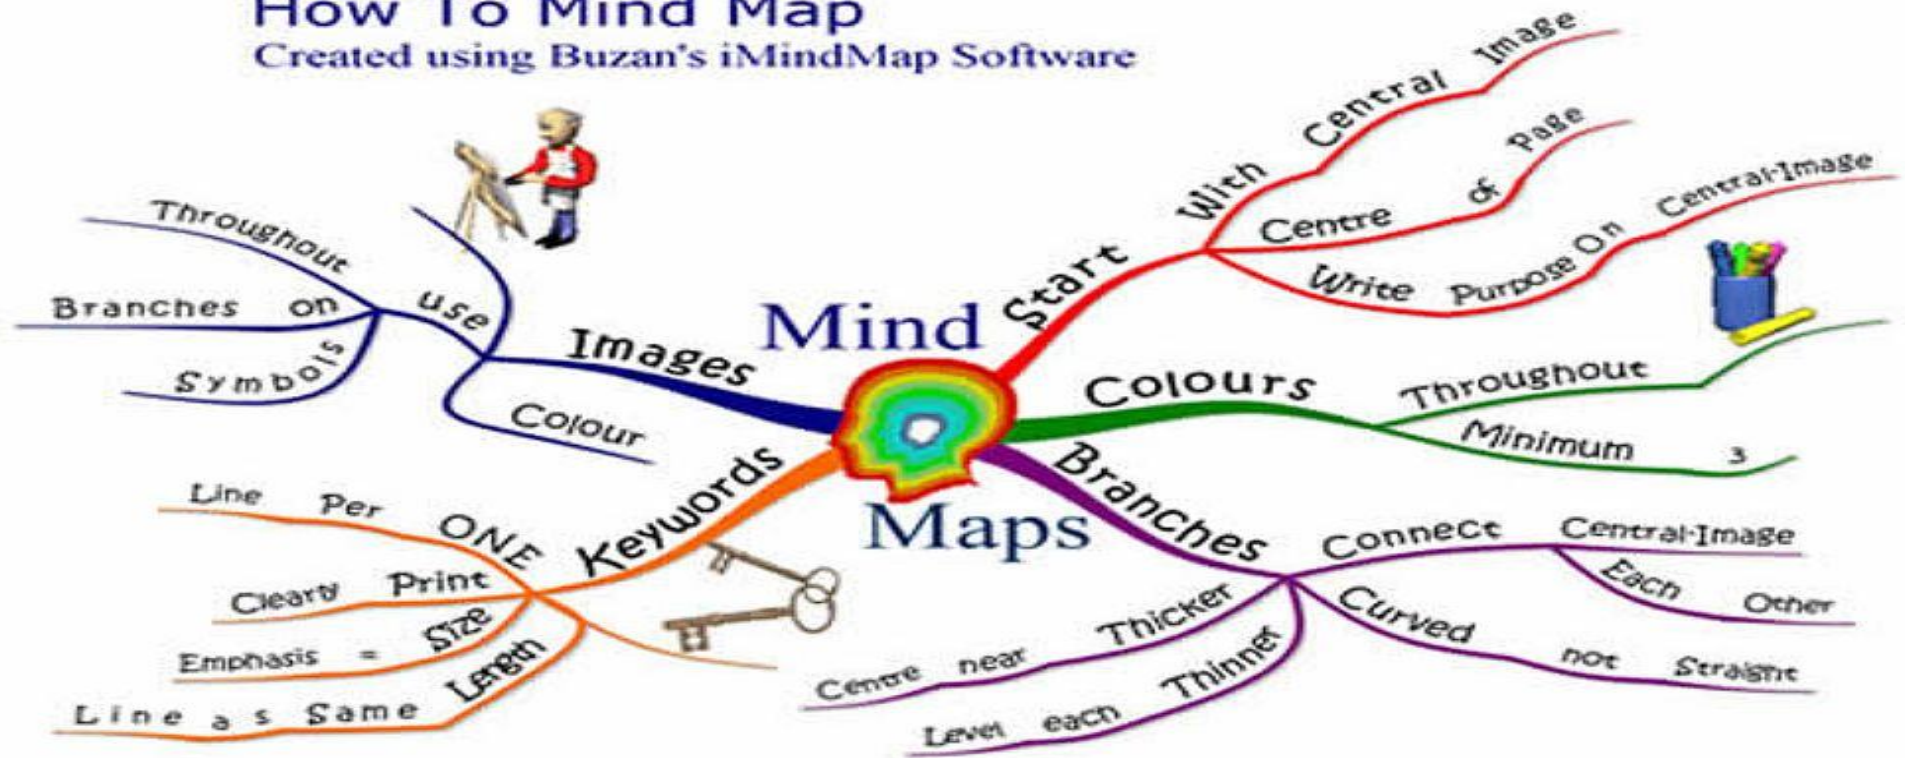 How To Mind Map
Created using Buzan's iMindMap Software
Mind
Maps
Start
With Central Image
Centre of Page
Write Purpose On Central-Image
Colours
Throughout
Minimum 3
Branches
Connect
Central-Image
Each Other
Curved not Straight
Thicker near Centre
Thinner each Level
Keywords
ONE Per Line
Print Clearly
Size = Emphasis
Length Same as Line
Images
use
Throughout
on Branches
Symbols
Colour